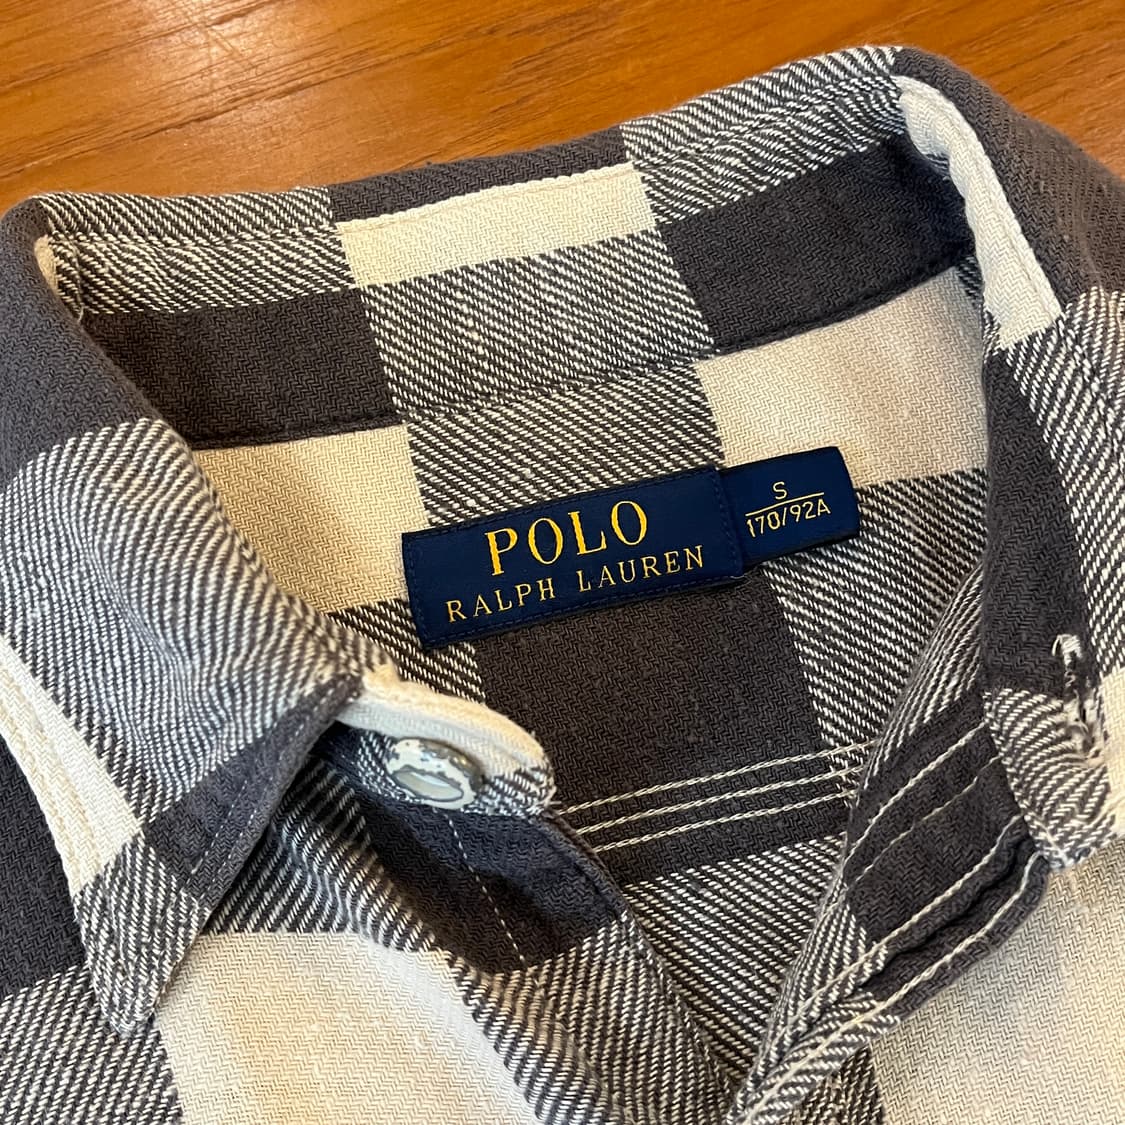 POLO
RALPH LAUREN
S
170/92A